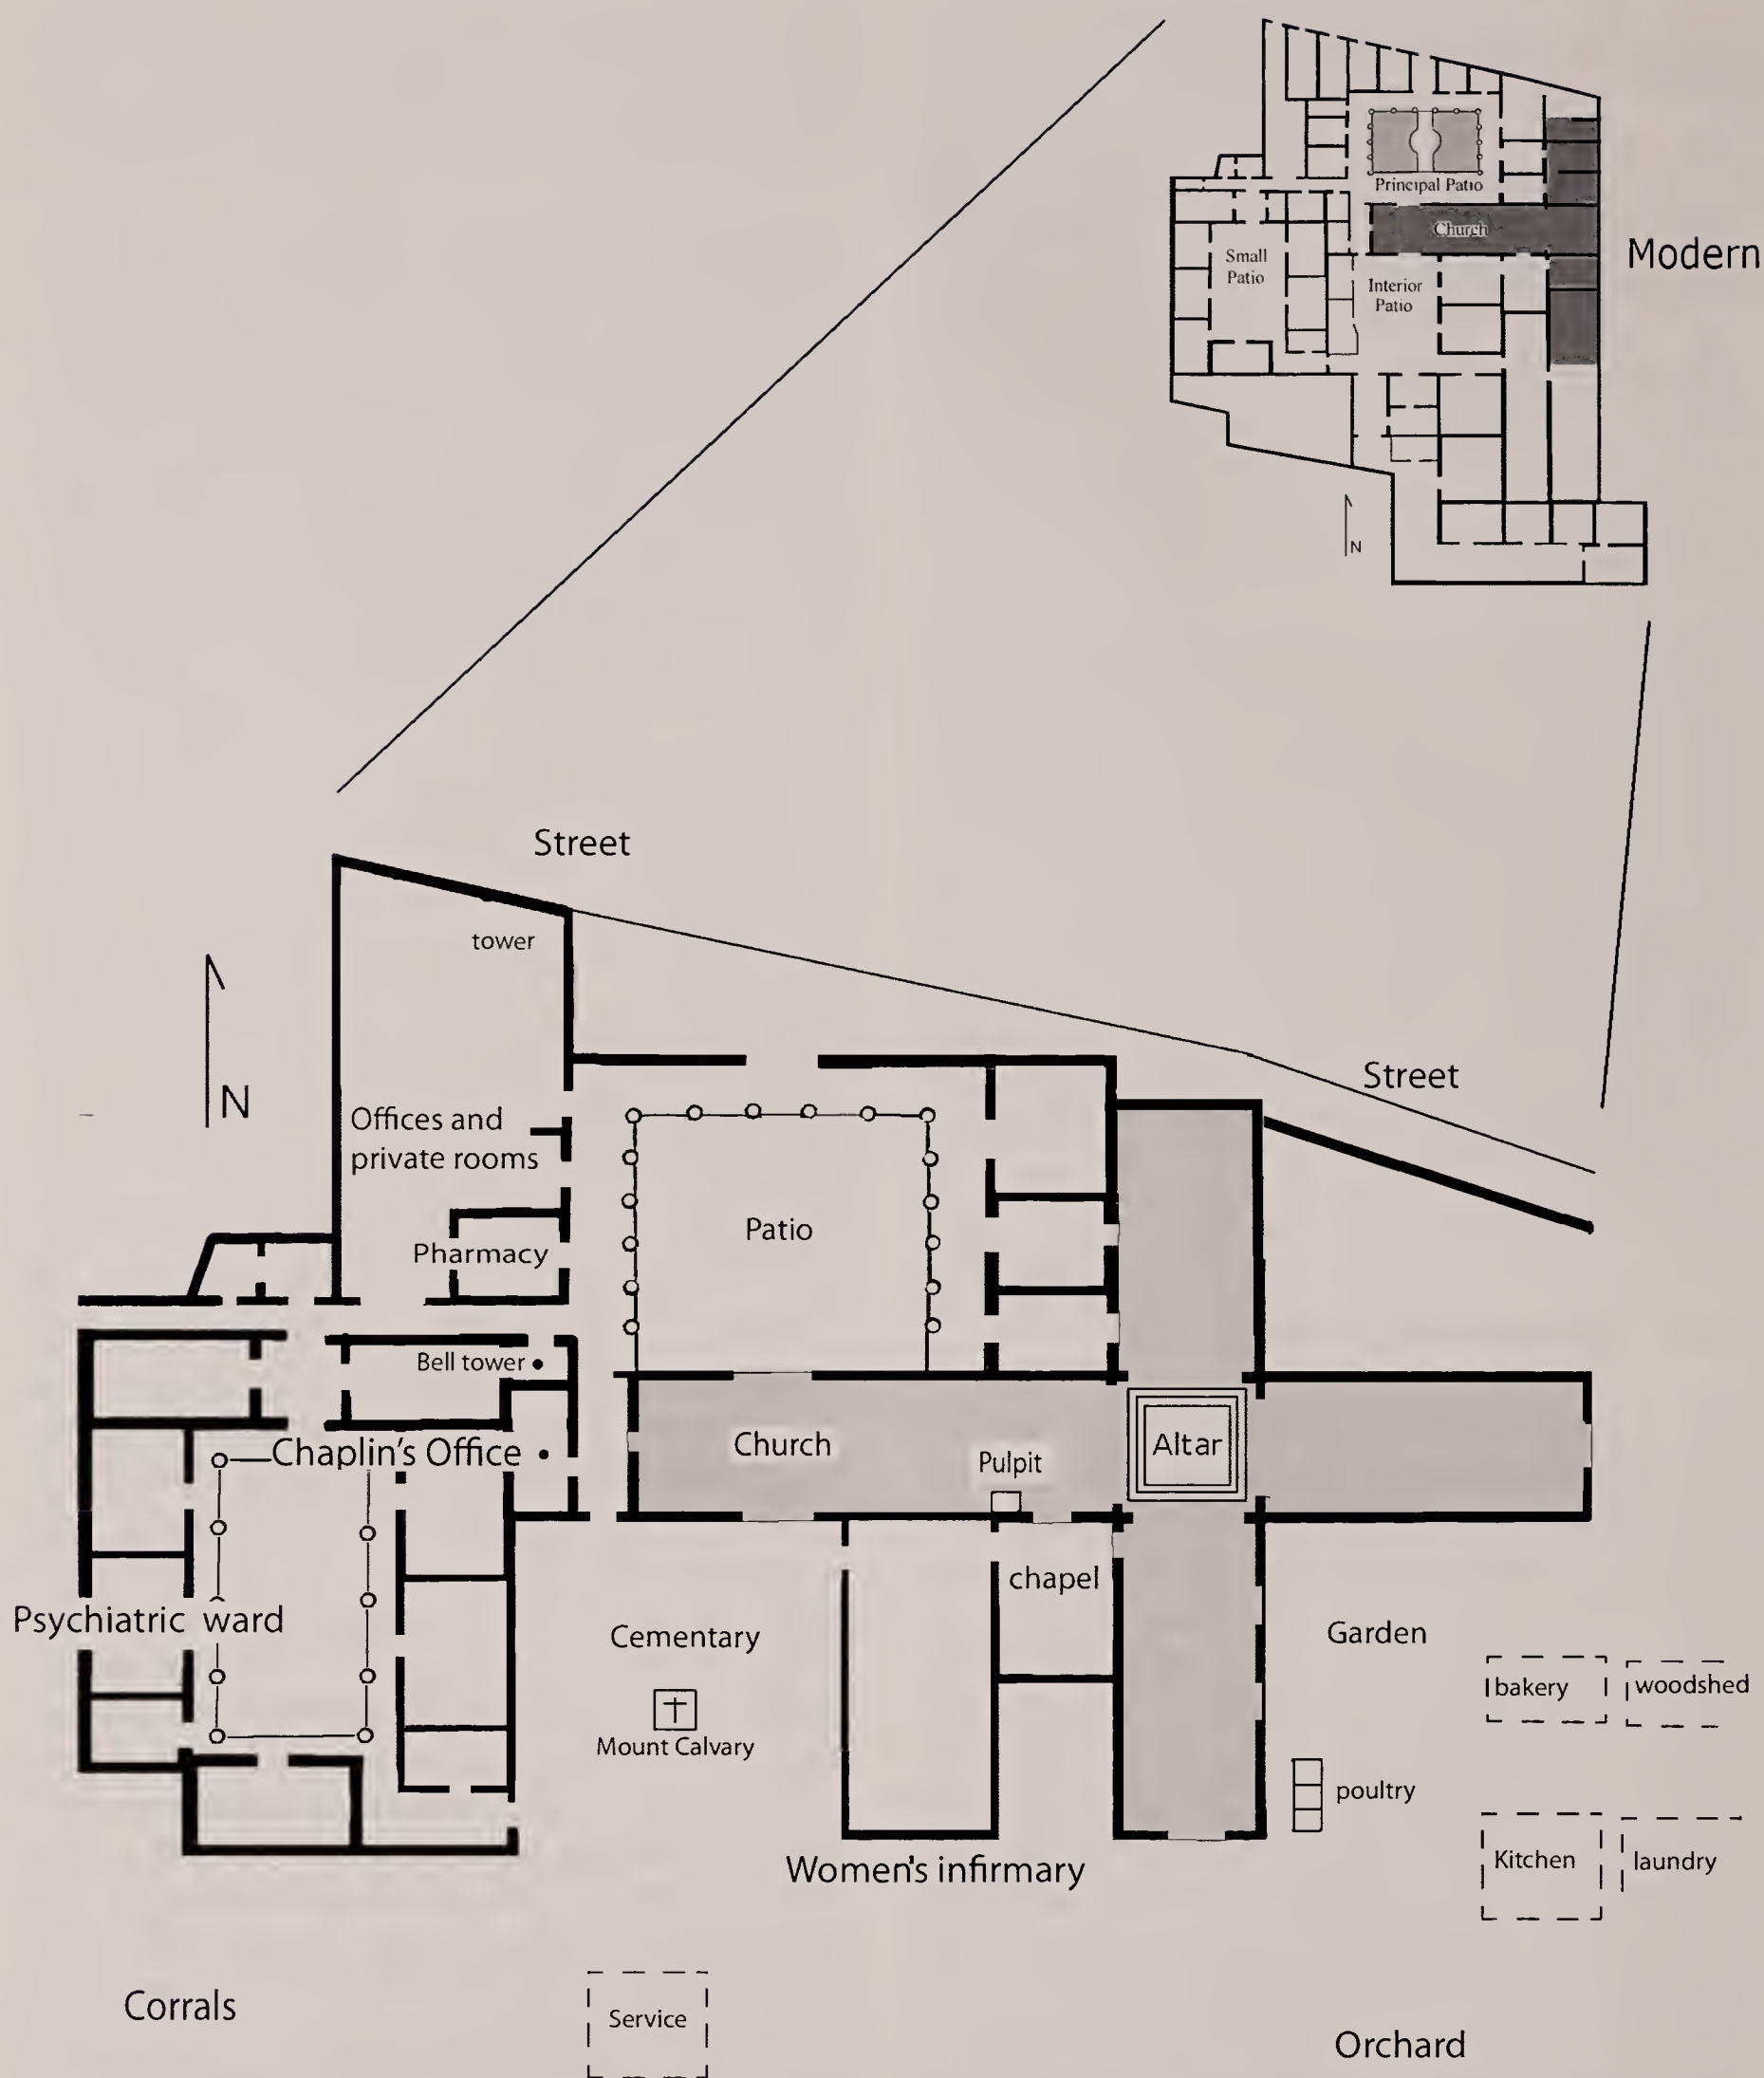 Principal Patio
Church
Modern
Small
Patio
Interior
Patio
N
Street
tower
Street
N
Offices and
private rooms
Patio
Pharmacy
Bell tower
Chaplin's Office
Church
Pulpit
Altar
chapel
Psychiatric ward
Cementary
Garden
bakery
woodshed
Mount Calvary
poultry
Women's infirmary
Kitchen
laundry
Corrals
Service
Orchard